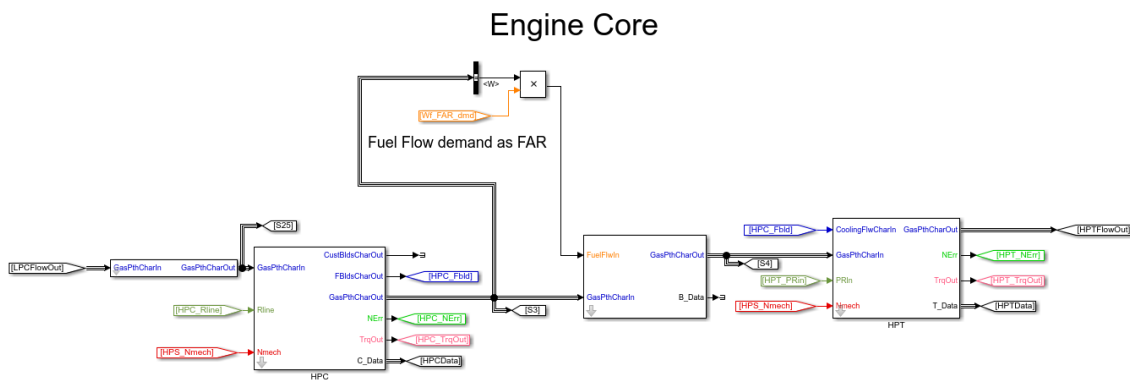 Engine Core
<W>
×
[Wf_FAR_dmd]
Fuel Flow demand as FAR
[LPCFlowOut]
GasPthCharIn
GasPthCharOut
[S25]
GasPthCharIn
Rline
Nmech
CustBldsCharOut
FBldsCharOut
GasPthCharOut
NErr
TrqOut
C_Data
HPC
[HPC_Rline]
[HPS_Nmech]
[HPC_Fbld]
[S3]
[HPC_NErr]
[HPC_TrqOut]
[HPCData]
FuelFlwIn
GasPthCharIn
GasPthCharOut
B_Data
[S4]
[HPC_Fbld]
[HPT_PRin]
[HPS_Nmech]
CoolingFlwCharIn
GasPthCharIn
PRIn
Nmech
GasPthCharOut
NErr
TrqOut
T_Data
HPT
[HPTFlowOut]
[HPT_NErr]
[HPT_TrqOut]
[HPTData]